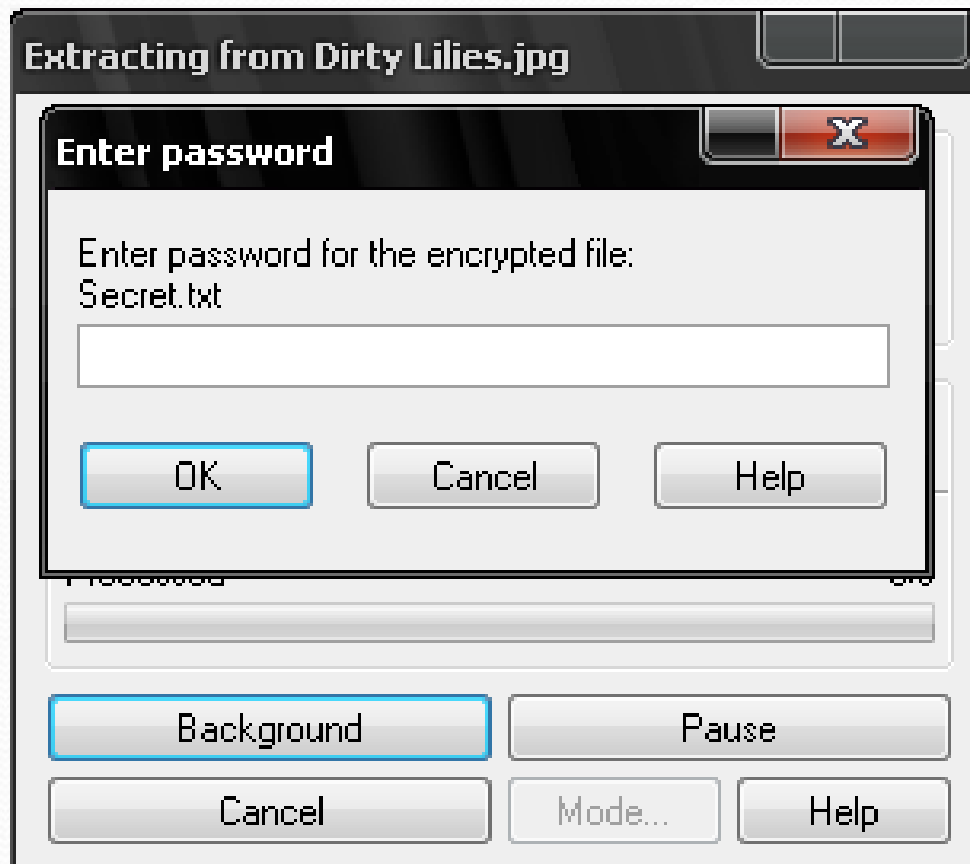 Extracting from Dirty Lilies.jpg
Enter password
Enter password for the encrypted file:
Secret.txt
OK Cancel Help
Background Pause
Cancel Mode... Help